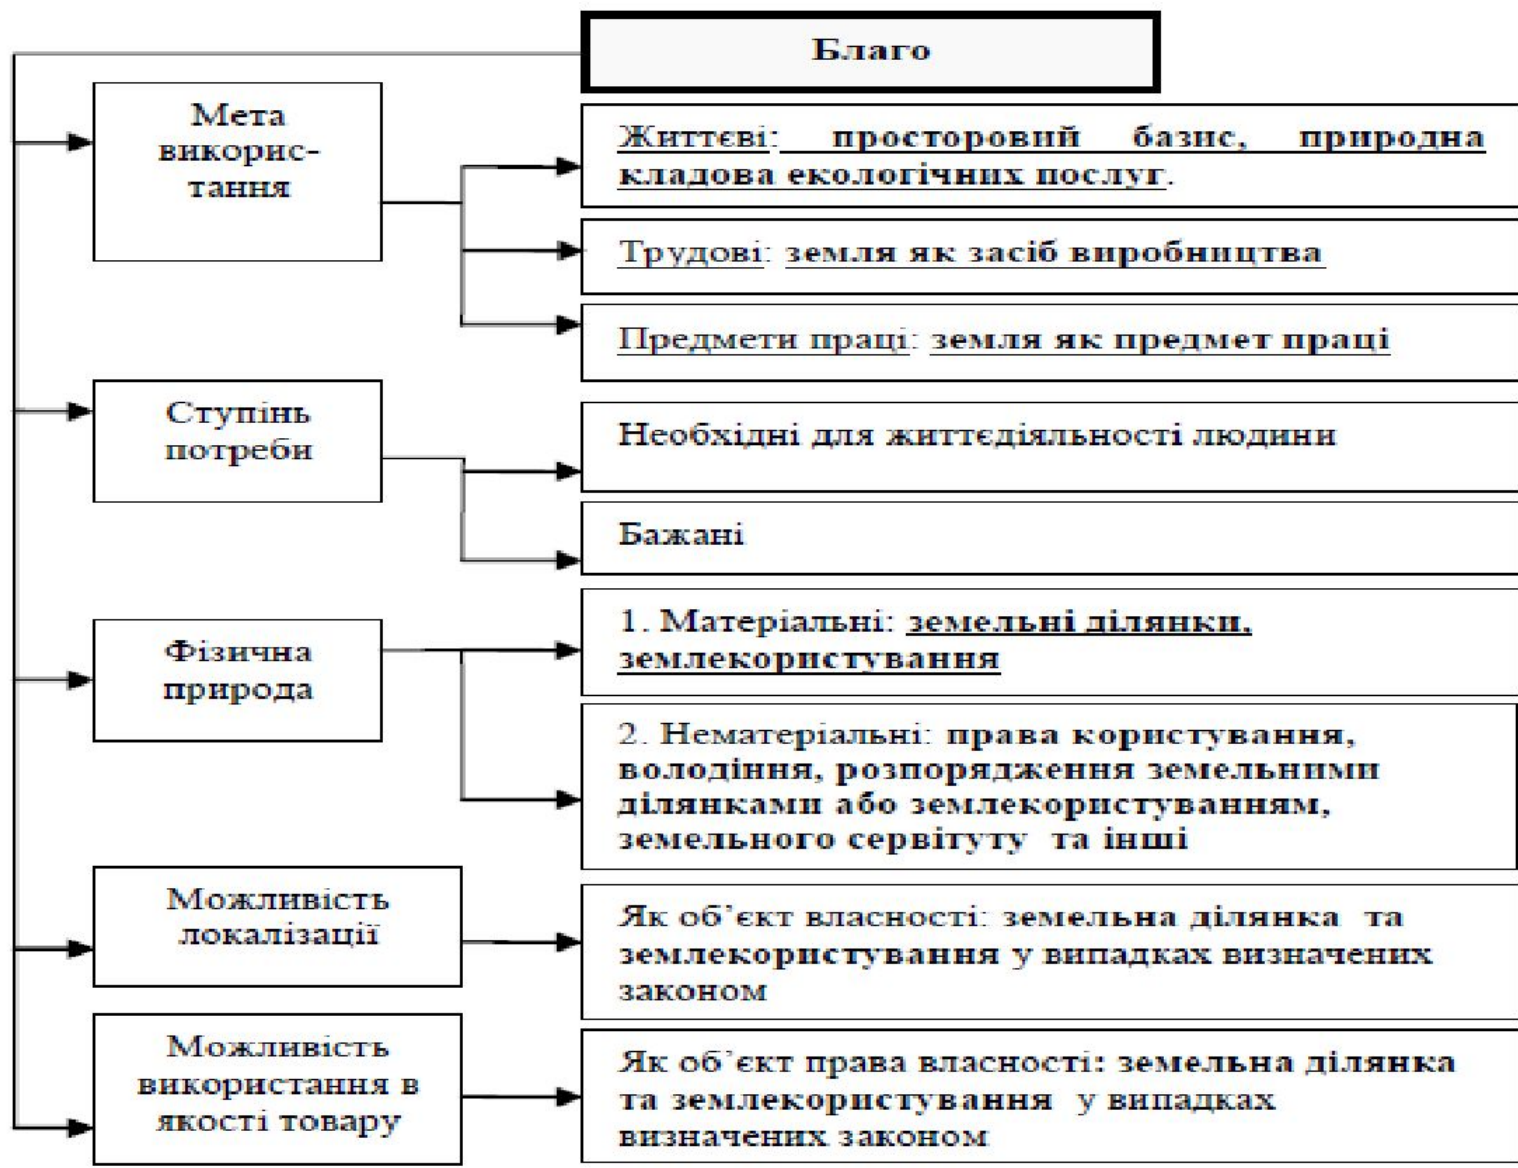 Благо
Мета
викорис-
тання
Життєві: просторовий базис, природна
кладова екологічних послуг.
Трудові: земля як засіб виробництва
Предмети праці: земля як предмет праці
Ступінь
потреби
Необхідні для життєдіяльності людини
Бажані
Фізична
природа
1. Матеріальні: земельні ділянки,
землекористування
2. Нематеріальні: права користування,
володіння, розпорядження земельними
ділянками або землекористуванням,
земельного сервітуту та інші
Можливість
локалізації
Як об’єкт власності: земельна ділянка та
землекористування у випадках визначених
законом
Можливість
використання в
якості товару
Як об’єкт права власності: земельна ділянка
та землекористування у випадках
визначених законом